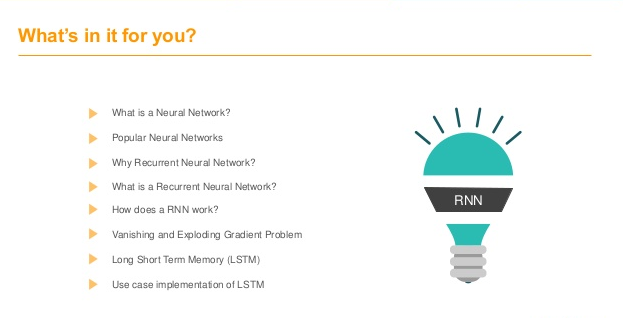 What's in it for you?
What is a Neural Network?
Popular Neural Networks
Why Recurrent Neural Network?
What is a Recurrent Neural Network?
How does a RNN work?
Vanishing and Exploding Gradient Problem
Long Short Term Memory (LSTM)
Use case implementation of LSTM
RNN